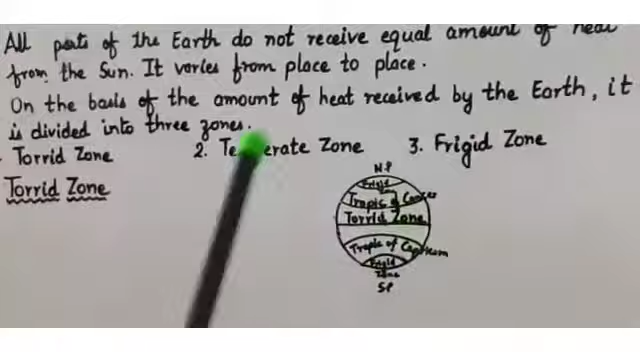 All parts of the Earth do not receive equal amount of heat
from the Sun. It varies from place to place.
On the basis of the amount of heat received by the Earth, it
is divided into three zones.
Torrid Zone 2. Te erate Zone 3. Frigid Zone
Torrid Zone
NP
Frigid
Tropic of Cancer
Torrid Zone
Tropic of Capricorn
Frigid
Zone
SP